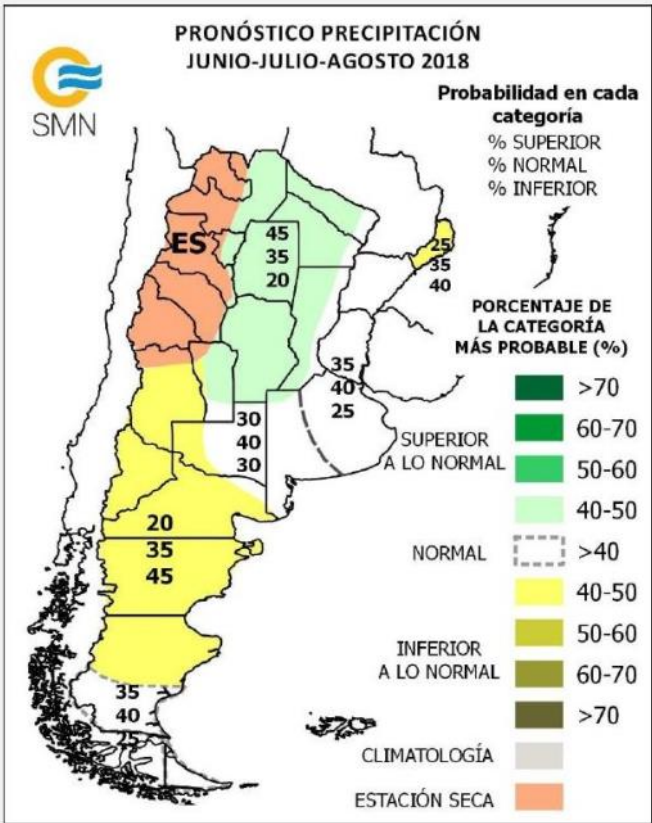 PRONÓSTICO PRECIPITACIÓN
JUNIO-JULIO-AGOSTO 2018
SMN
Probabilidad en cada
categoría
% SUPERIOR
% NORMAL
% INFERIOR
ES
45
35
20
25
35
40
35
40
25
30
40
30
20
35
45
35
40
25
PORCENTAJE DE
LA CATEGORÍA
MÁS PROBABLE (%)
>70
60-70
SUPERIOR
A LO NORMAL
50-60
40-50
NORMAL
>40
40-50
50-60
INFERIOR
A LO NORMAL
60-70
>70
CLIMATOLOGÍA
ESTACIÓN SECA